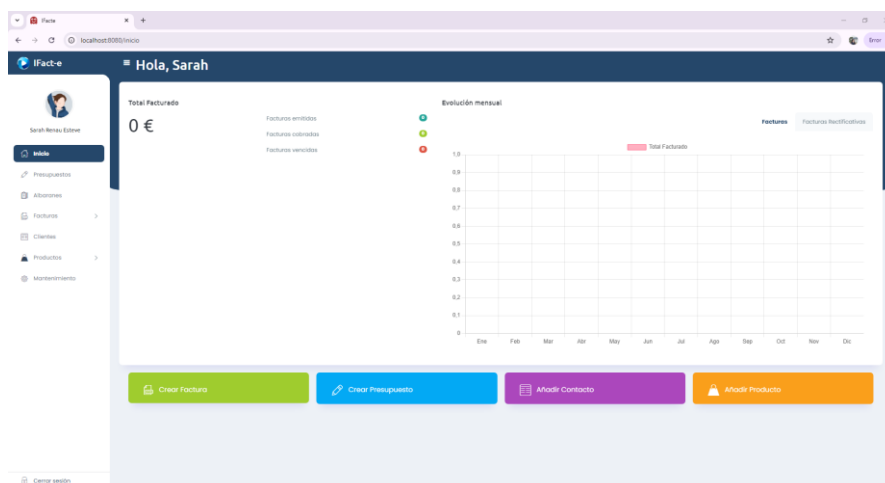 IFacte
localhost:8080/inicio
Error
IFact-e
Hola, Sarah
Sarah Renau Esteve
Inicio
Presupuestos
Albaranes
Facturas
Clientes
Productos
Mantenimiento
Cerrar sesión
Total Facturado
0 €
Facturas emitidas
0
Facturas cobradas
0
Facturas vencidas
0
Evolución mensual
Facturas
Facturas Rectificativas
Total Facturado
1,0
0,9
0,8
0,7
0,6
0,5
0,4
0,3
0,2
0,1
0
Ene Feb Mar Abr May Jun Jul Ago Sep Oct Nov Dic
Crear Factura
Crear Presupuesto
Añadir Contacto
Añadir Producto